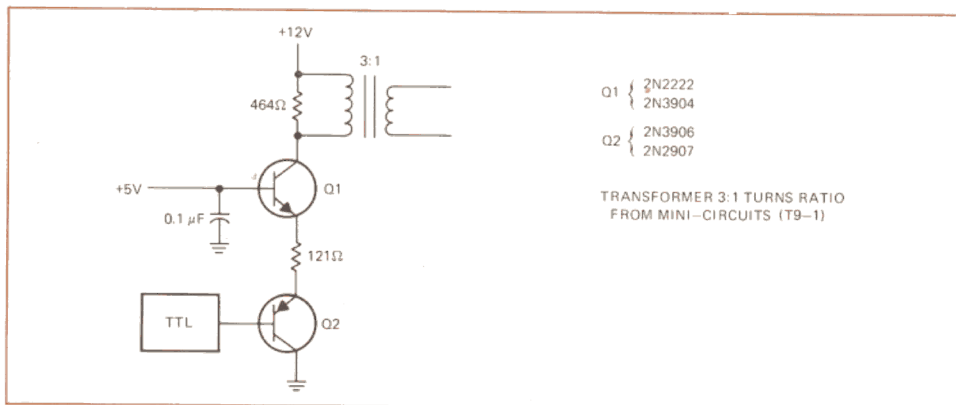 +12V
3:1
464Ω
Q1 { 2N2222
2N3904
Q2 { 2N3906
2N2907
+5V
Q1
0.1 μF
TRANSFORMER 3:1 TURNS RATIO
FROM MINI-CIRCUITS (T9-1)
121Ω
TTL
Q2